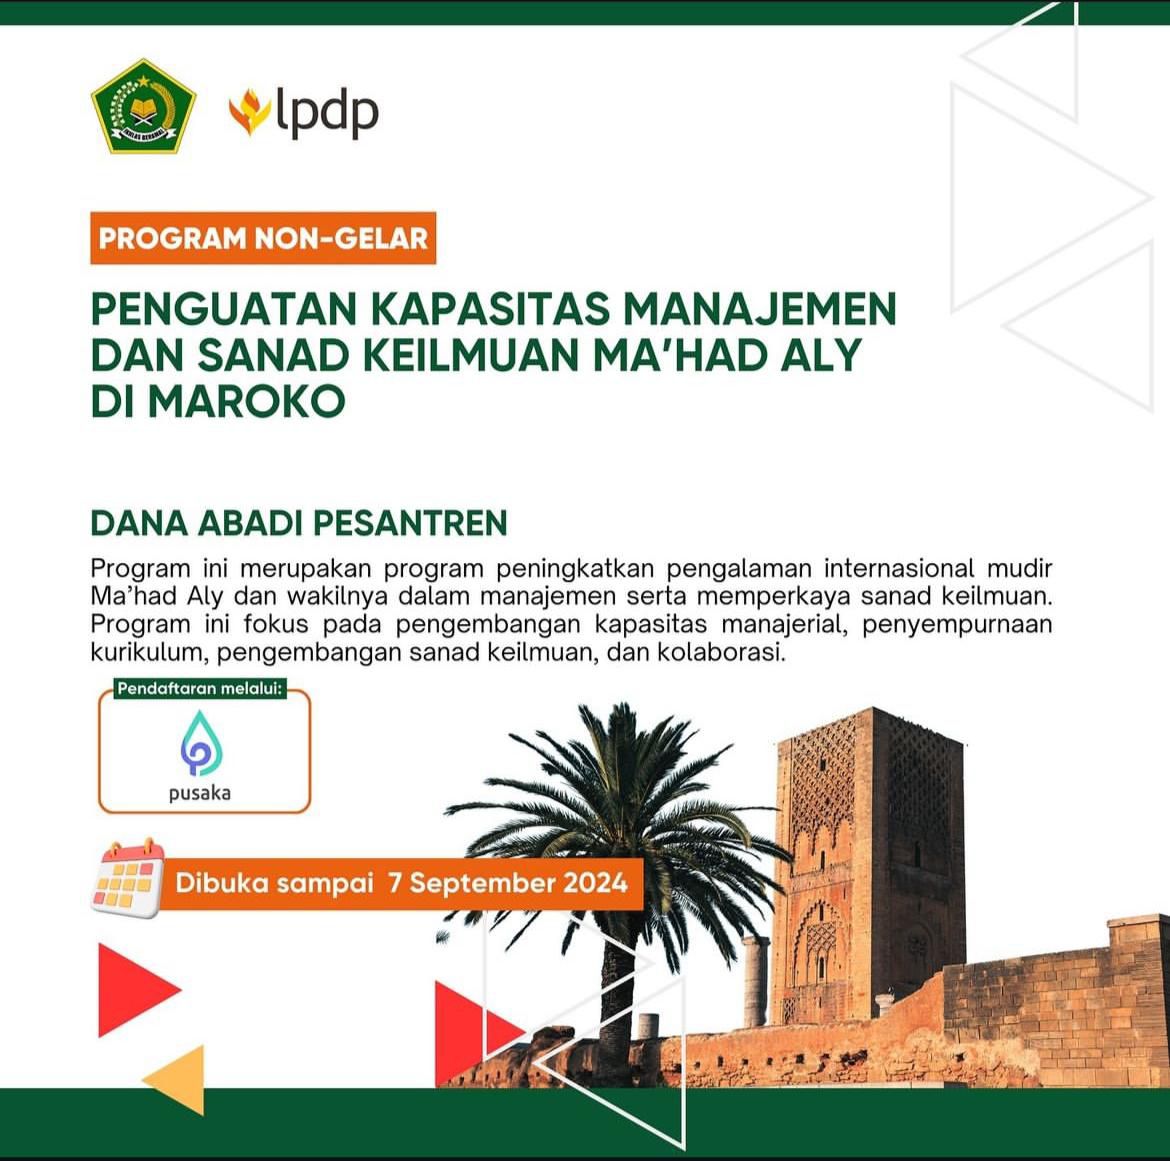 IKHLAS BERAMAL
lpdp
PROGRAM NON-GELAR
PENGUATAN KAPASITAS MANAJEMEN
DAN SANAD KEILMUAN MA'HAD ALY
DI MAROKO
DANA ABADI PESANTREN
Program ini merupakan program peningkatkan pengalaman internasional mudir
Ma'had Aly dan wakilnya dalam manajemen serta memperkaya sanad keilmuan.
Program ini fokus pada pengembangan kapasitas manajerial, penyempurnaan
kurikulum, pengembangan sanad keilmuan, dan kolaborasi.
Pendaftaran melalui:
pusaka
Dibuka sampai 7 September 2024